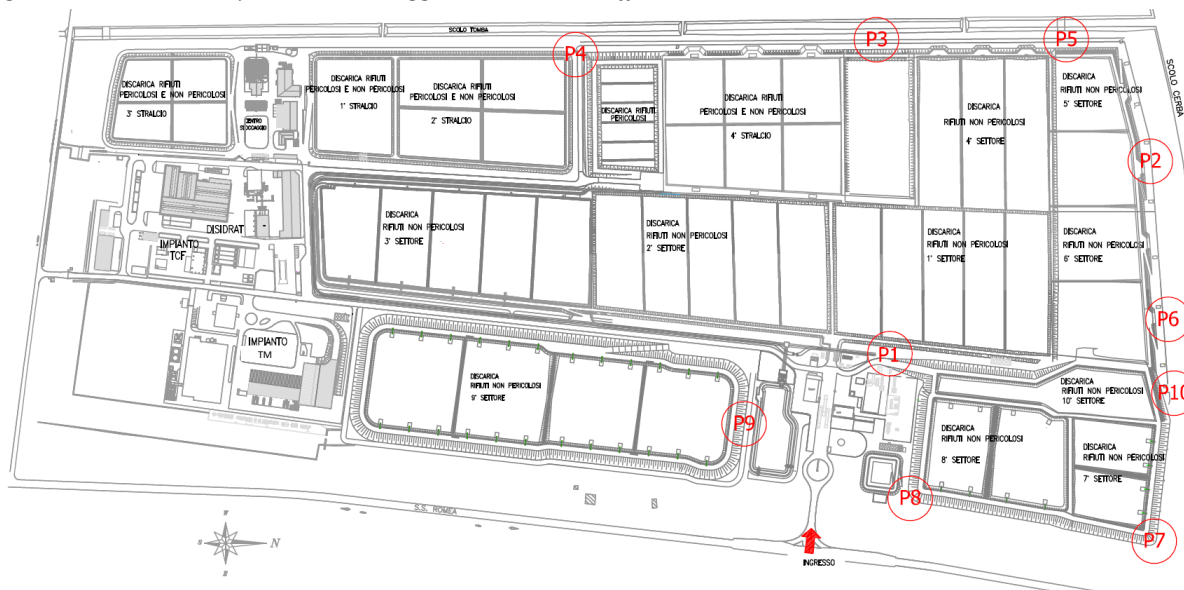 SCOLO TOMBA
P4
P3
P5
SCOLO CERBA
DISCARICA RIFIUTI
PERICOLOSI E NON PERICOLOSI
3° STRALCIO
CENTRO
STOCCAGGIO
DISCARICA RIFIUTI
PERICOLOSI E NON PERICOLOSI
1° STRALCIO
DISCARICA RIFIUTI
PERICOLOSI E NON PERICOLOSI
2° STRALCIO
DISCARICA RIFIUTI
PERICOLOSI
DISCARICA RIFIUTI
PERICOLOSI E NON PERICOLOSI
4° STRALCIO
DISCARICA
RIFIUTI NON PERICOLOSI
4° SETTORE
DISCARICA
RIFIUTI NON PERICOLOSI
5° SETTORE
P2
DISIDRAT
IMPIANTO
TCF
DISCARICA
RIFIUTI NON PERICOLOSI
3° SETTORE
DISCARICA
RIFIUTI NON PERICOLOSI
2° SETTORE
DISCARICA
RIFIUTI NON PERICOLOSI
1° SETTORE
DISCARICA
RIFIUTI NON PERICOLOSI
6° SETTORE
P6
P1
IMPIANTO
TM
DISCARICA
RIFIUTI NON PERICOLOSI
9° SETTORE
P9
DISCARICA
RIFIUTI NON PERICOLOSI
10° SETTORE
P10
DISCARICA
RIFIUTI NON PERICOLOSI
8° SETTORE
DISCARICA
RIFIUTI NON PERICOLOSI
7° SETTORE
P8
P7
S.S. ROMEA
S
N
INGRESSO